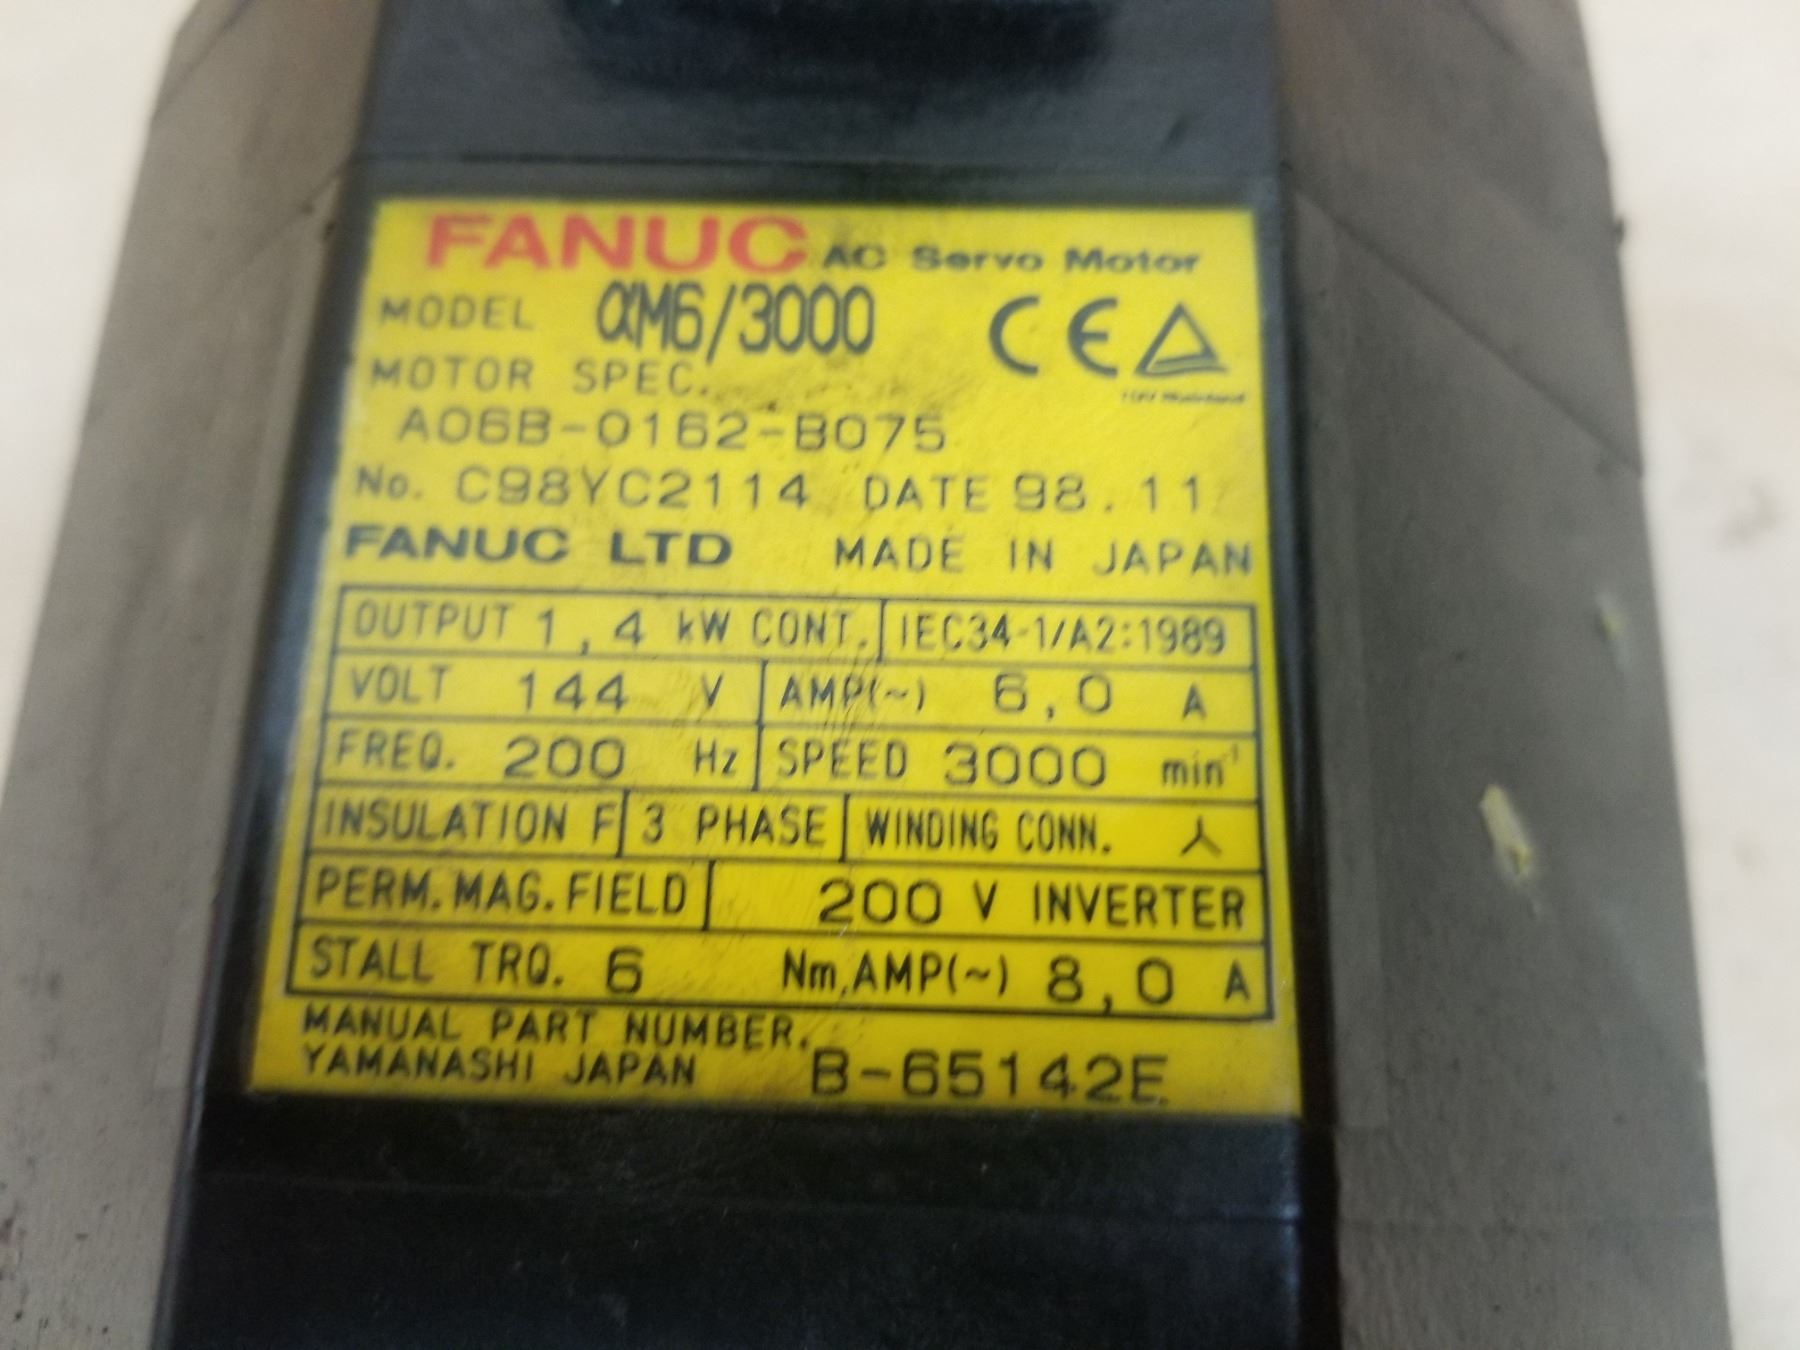 FANUC AC Servo Motor
MODEL αM6/3000 CE
MOTOR SPEC.
A06B-0162-B075
No. C98YC2114 DATE 98.11
FANUC LTD MADE IN JAPAN
OUTPUT 1,4 kW CONT. IEC34-1/A2:1989
VOLT 144 V AMP(~) 6,0 A
FREQ. 200 Hz SPEED 3000 min⁻¹
INSULATION F 3 PHASE WINDING CONN.
PERM.MAG.FIELD 200 V INVERTER
STALL TRQ. 6 Nm,AMP(~) 8,0 A
MANUAL PART NUMBER.
YAMANASHI JAPAN B-65142E